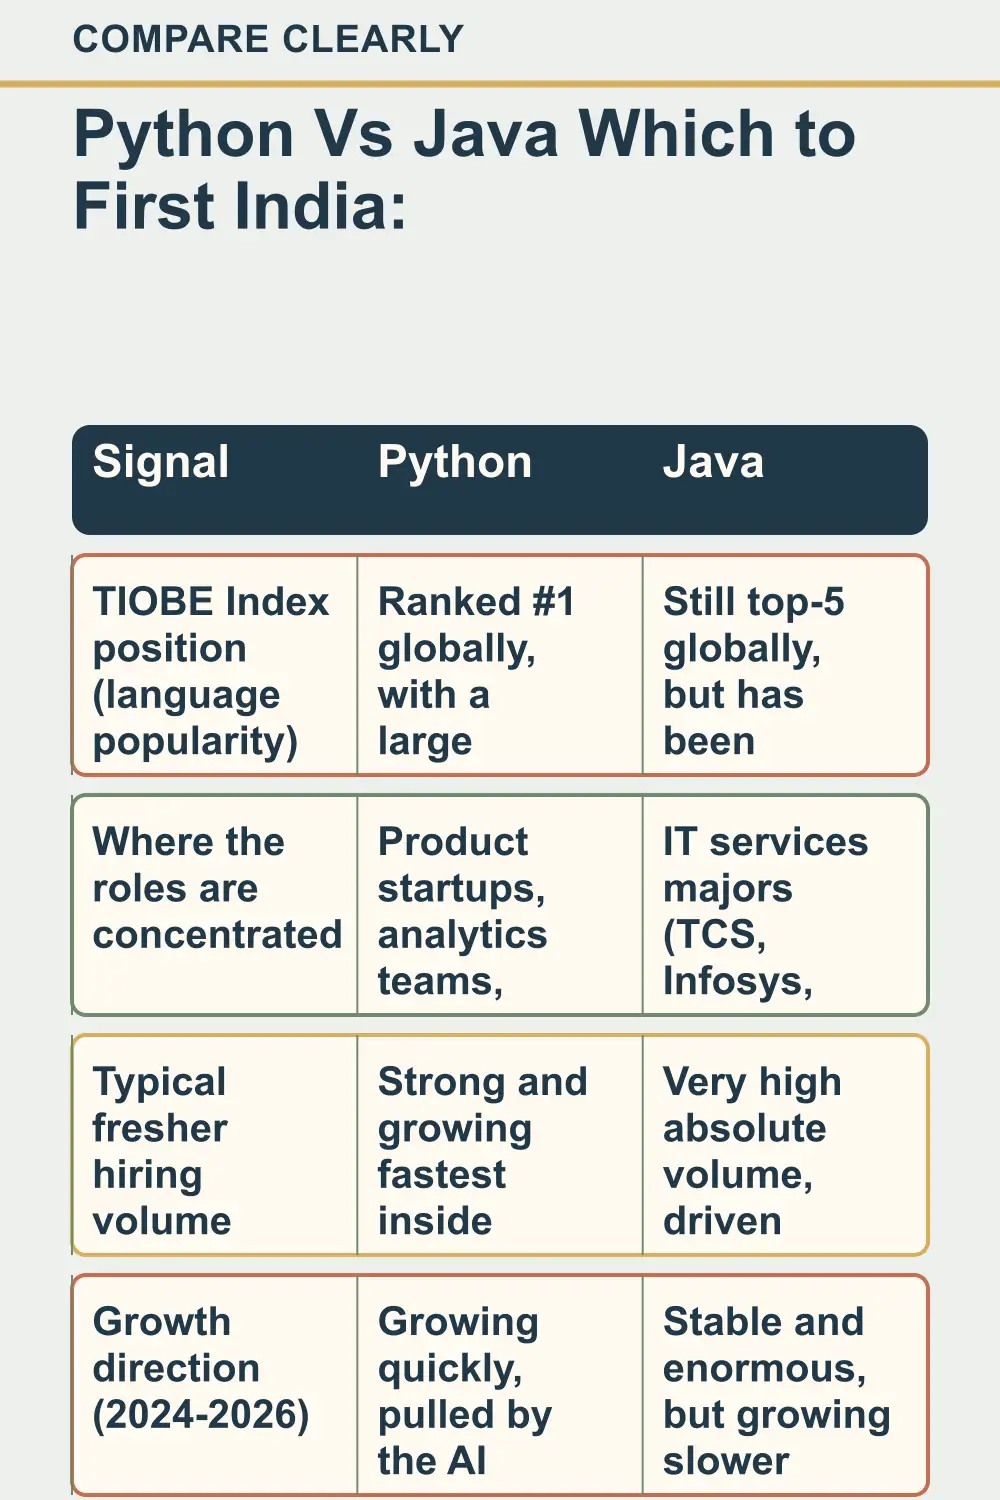 COMPARE CLEARLY
Python Vs Java Which to
First India:
Signal
Python
Java
TIOBE Index
position
(language
popularity)
Ranked #1
globally,
with a
large
Still top-5
globally,
but has
been
Where the
roles are
concentrated
Product
startups,
analytics
teams,
IT services
majors
(TCS,
Infosys,
Typical
fresher
hiring
volume
Strong and
growing
fastest
inside
Very high
absolute
volume,
driven
Growth
direction
(2024-2026)
Growing
quickly,
pulled by
the AI
Stable and
enormous,
but growing
slower